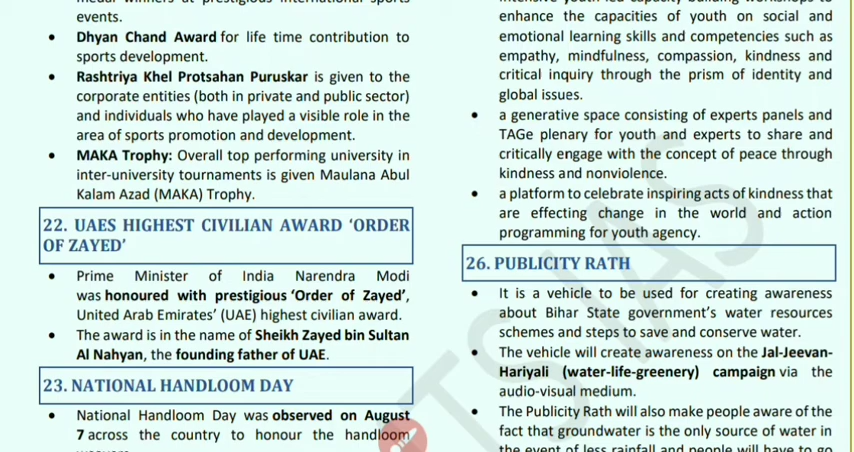 medal winners at prestigious international sports
events.
• Dhyan Chand Award for life time contribution to
sports development.
• Rashtriya Khel Protsahan Puruskar is given to the
corporate entities (both in private and public sector)
and individuals who have played a visible role in the
area of sports promotion and development.
• MAKA Trophy: Overall top performing university in
inter-university tournaments is given Maulana Abul
Kalam Azad (MAKA) Trophy.
22. UAES HIGHEST CIVILIAN AWARD ‘ORDER
OF ZAYED’
• Prime Minister of India Narendra Modi
was honoured with prestigious ‘Order of Zayed’,
United Arab Emirates’ (UAE) highest civilian award.
• The award is in the name of Sheikh Zayed bin Sultan
Al Nahyan, the founding father of UAE.
23. NATIONAL HANDLOOM DAY
• National Handloom Day was observed on August
7 across the country to honour the handloom
intensive youth-led capacity building workshops to
enhance the capacities of youth on social and
emotional learning skills and competencies such as
empathy, mindfulness, compassion, kindness and
critical inquiry through the prism of identity and
global issues.
• a generative space consisting of experts panels and
TAGe plenary for youth and experts to share and
critically engage with the concept of peace through
kindness and nonviolence.
• a platform to celebrate inspiring acts of kindness that
are effecting change in the world and action
programming for youth agency.
26. PUBLICITY RATH
• It is a vehicle to be used for creating awareness
about Bihar State government’s water resources
schemes and steps to save and conserve water.
• The vehicle will create awareness on the Jal-Jeevan-
Hariyali (water-life-greenery) campaign via the
audio-visual medium.
• The Publicity Rath will also make people aware of the
fact that groundwater is the only source of water in
the event of less rainfall and people will have to go
TS IAS